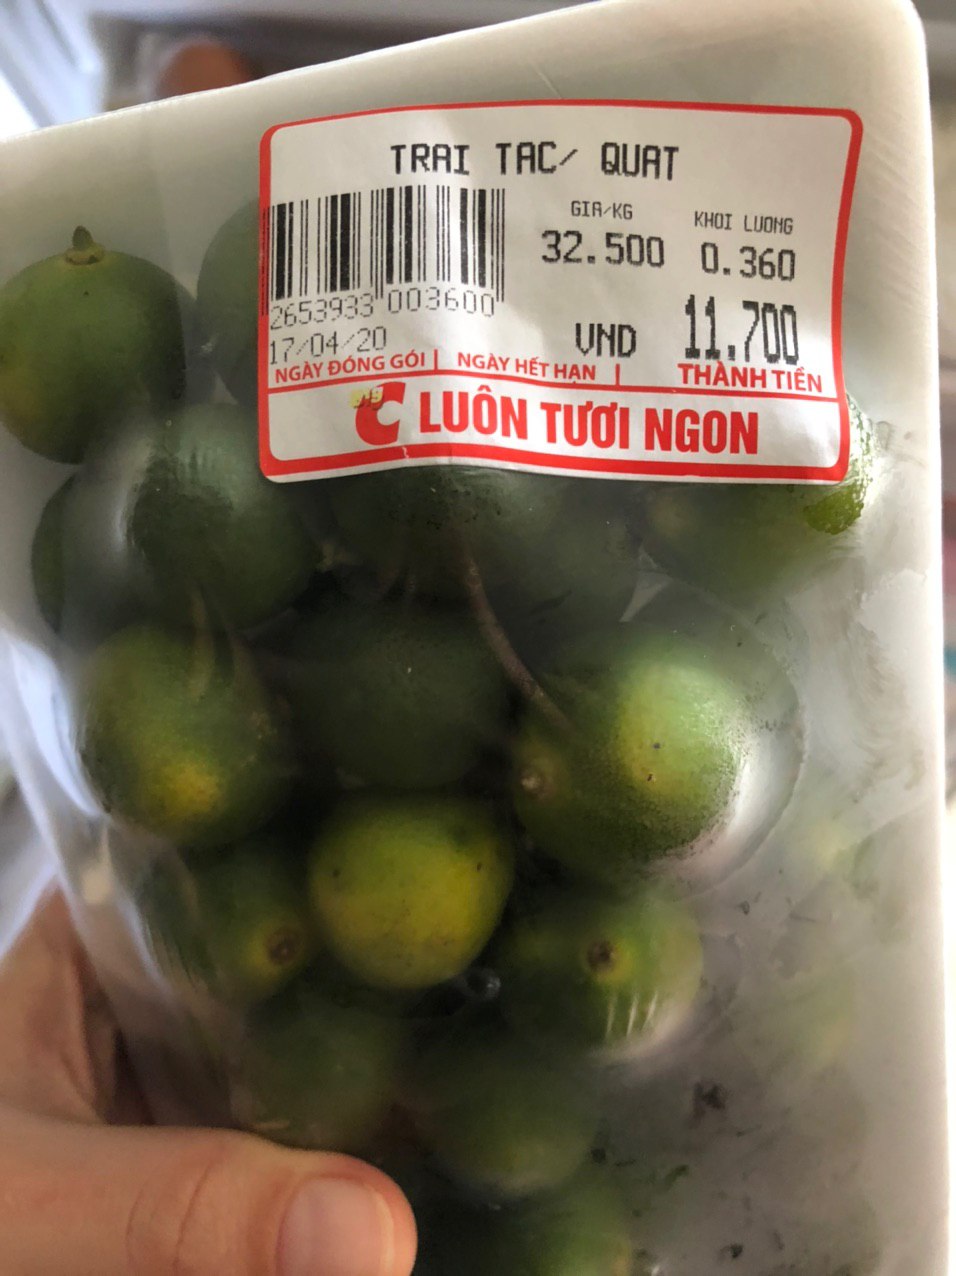 TRAI TAC/ QUAT
GIA/KG KHOI LUONG
32.500 0.360
2653933 003600
17/04/20 VND 11.700
NGÀY ĐÓNG GÓI | NGÀY HẾT HẠN | THÀNH TIỀN
Big C LUÔN TƯƠI NGON